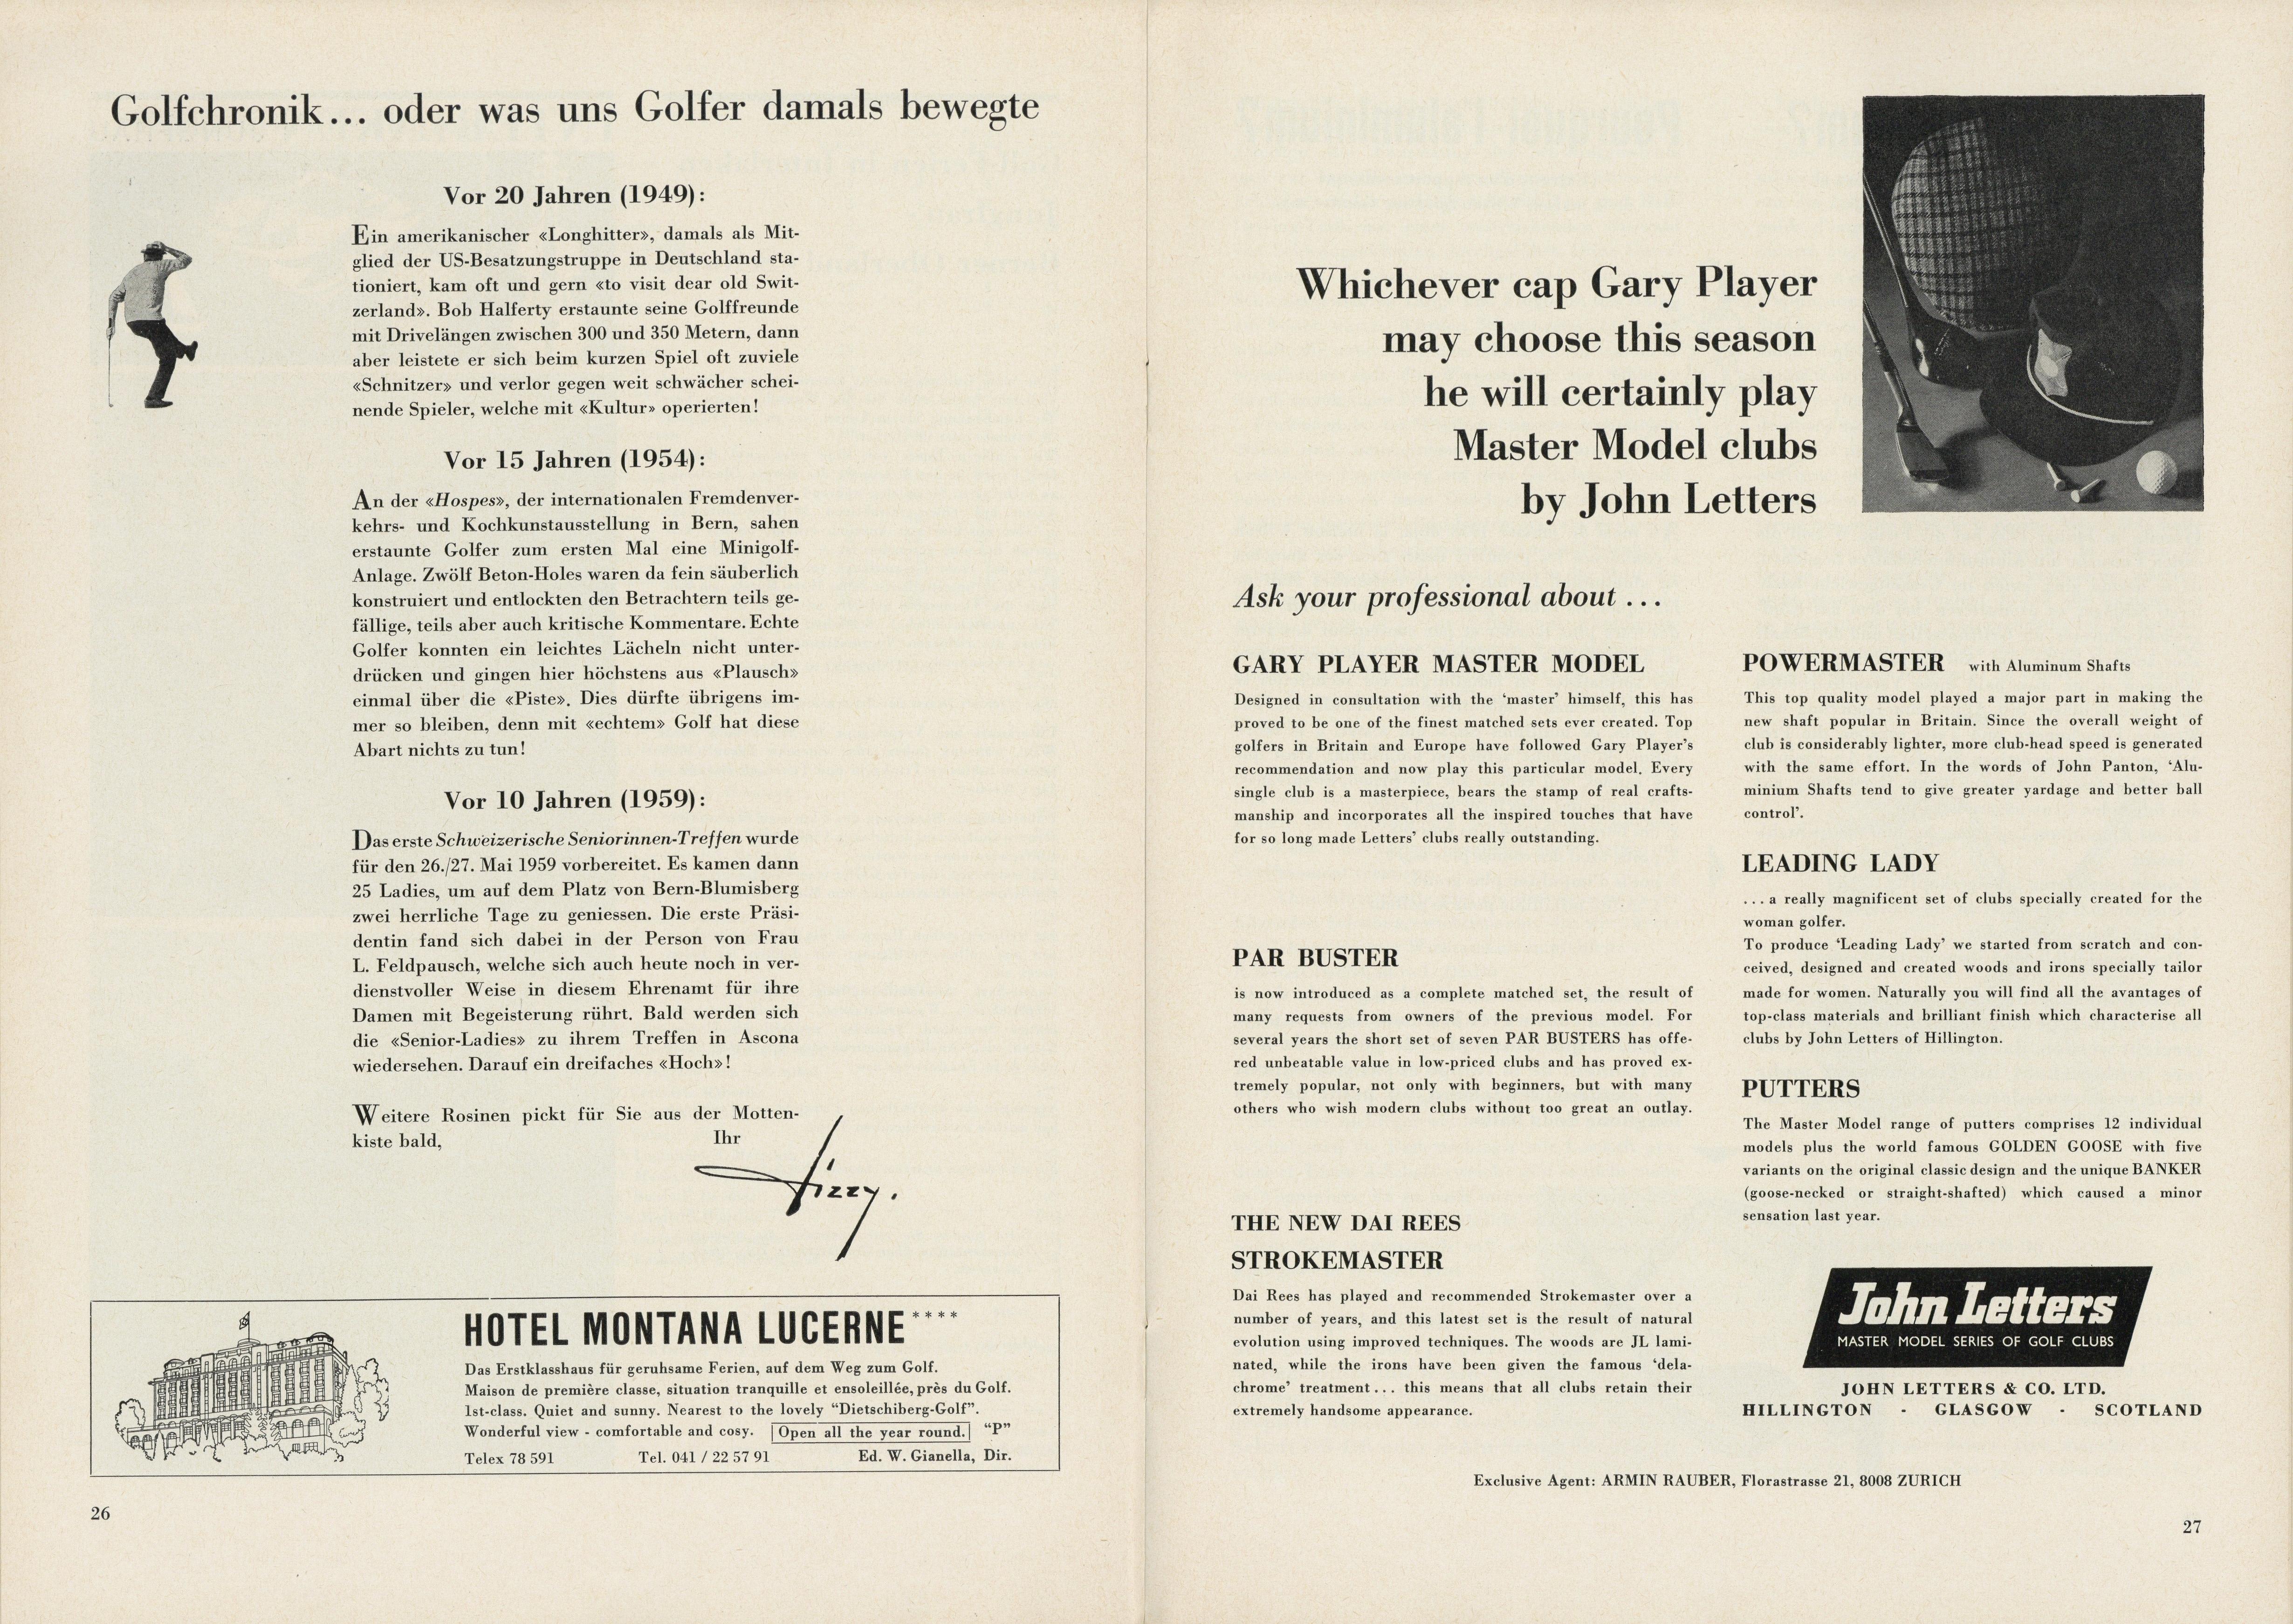 Golfchronik... oder was uns Golfer damals bewegte
Vor 20 Jahren (1949):
Ein amerikanischer «Longhitter», damals als Mit-
glied der US-Besatzungstruppe in Deutschland sta-
tioniert, kam oft und gern «to visit dear old Swit-
zerland». Bob Halferty erstaunte seine Golffreunde
mit Drivelängen zwischen 300 und 350 Metern, dann
aber leistete er sich beim kurzen Spiel oft zuviele
«Schnitzer» und verlor gegen weit schwächer schei-
nende Spieler, welche mit «Kultur» operierten!
Vor 15 Jahren (1954):
An der «Hospes», der internationalen Fremdenver-
kehrs- und Kochkunstausstellung in Bern, sahen
erstaunte Golfer zum ersten Mal eine Minigolf-
Anlage. Zwölf Beton-Holes waren da fein säuberlich
konstruiert und entlockten den Betrachtern teils ge-
fällige, teils aber auch kritische Kommentare. Echte
Golfer konnten ein leichtes Lächeln nicht unter-
drücken und gingen hier höchstens aus «Plausch»
einmal über die «Piste». Dies dürfte übrigens im-
mer so bleiben, denn mit «echtem» Golf hat diese
Abart nichts zu tun!
Vor 10 Jahren (1959):
Das erste Schweizerische Seniorinnen-Treffen wurde
für den 26./27. Mai 1959 vorbereitet. Es kamen dann
25 Ladies, um auf dem Platz von Bern-Blumisberg
zwei herrliche Tage zu geniessen. Die erste Präsi-
dentin fand sich dabei in der Person von Frau
L. Feldpausch, welche sich auch heute noch in ver-
dienstvoller Weise in diesem Ehrenamt für ihre
Damen mit Begeisterung rührt. Bald werden sich
die «Senior-Ladies» zu ihrem Treffen in Ascona
wiedersehen. Darauf ein dreifaches «Hoch»!
Weitere Rosinen pickt für Sie aus der Motten-
kiste bald, Ihr
HOTEL MONTANA LUCERNE****
Das Erstklasshaus für geruhsame Ferien, auf dem Weg zum Golf.
Maison de première classe, situation tranquille et ensoleillée, près du Golf.
1st-class. Quiet and sunny. Nearest to the lovely “Dietschiberg-Golf”.
Wonderful view - comfortable and cosy. Open all the year round. “P”
Telex 78 591 Tel. 041 / 22 57 91 Ed. W. Gianella, Dir.
26
Whichever cap Gary Player
may choose this season
he will certainly play
Master Model clubs
by John Letters
Ask your professional about ...
GARY PLAYER MASTER MODEL
Designed in consultation with the ‘master’ himself, this has
proved to be one of the finest matched sets ever created. Top
golfers in Britain and Europe have followed Gary Player’s
recommendation and now play this particular model. Every
single club is a masterpiece, bears the stamp of real crafts-
manship and incorporates all the inspired touches that have
for so long made Letters’ clubs really outstanding.
PAR BUSTER
is now introduced as a complete matched set, the result of
many requests from owners of the previous model. For
several years the short set of seven PAR BUSTERS has offe-
red unbeatable value in low-priced clubs and has proved ex-
tremely popular, not only with beginners, but with many
others who wish modern clubs without too great an outlay.
THE NEW DAI REES
STROKEMASTER
Dai Rees has played and recommended Strokemaster over a
number of years, and this latest set is the result of natural
evolution using improved techniques. The woods are JL lami-
nated, while the irons have been given the famous ‘dela-
chrome’ treatment... this means that all clubs retain their
extremely handsome appearance.
POWERMASTER with Aluminum Shafts
This top quality model played a major part in making the
new shaft popular in Britain. Since the overall weight of
club is considerably lighter, more club-head speed is generated
with the same effort. In the words of John Panton, ‘Alu-
minium Shafts tend to give greater yardage and better ball
control’.
LEADING LADY
...a really magnificent set of clubs specially created for the
woman golfer.
To produce ‘Leading Lady’ we started from scratch and con-
ceived, designed and created woods and irons specially tailor
made for women. Naturally you will find all the avantages of
top-class materials and brilliant finish which characterise all
clubs by John Letters of Hillington.
PUTTERS
The Master Model range of putters comprises 12 individual
models plus the world famous GOLDEN GOOSE with five
variants on the original classic design and the unique BANKER
(goose-necked or straight-shafted) which caused a minor
sensation last year.
John Letters
MASTER MODEL SERIES OF GOLF CLUBS
JOHN LETTERS & CO. LTD.
HILLINGTON - GLASGOW - SCOTLAND
Exclusive Agent: ARMIN RAUBER, Florastrasse 21, 8008 ZURICH
27